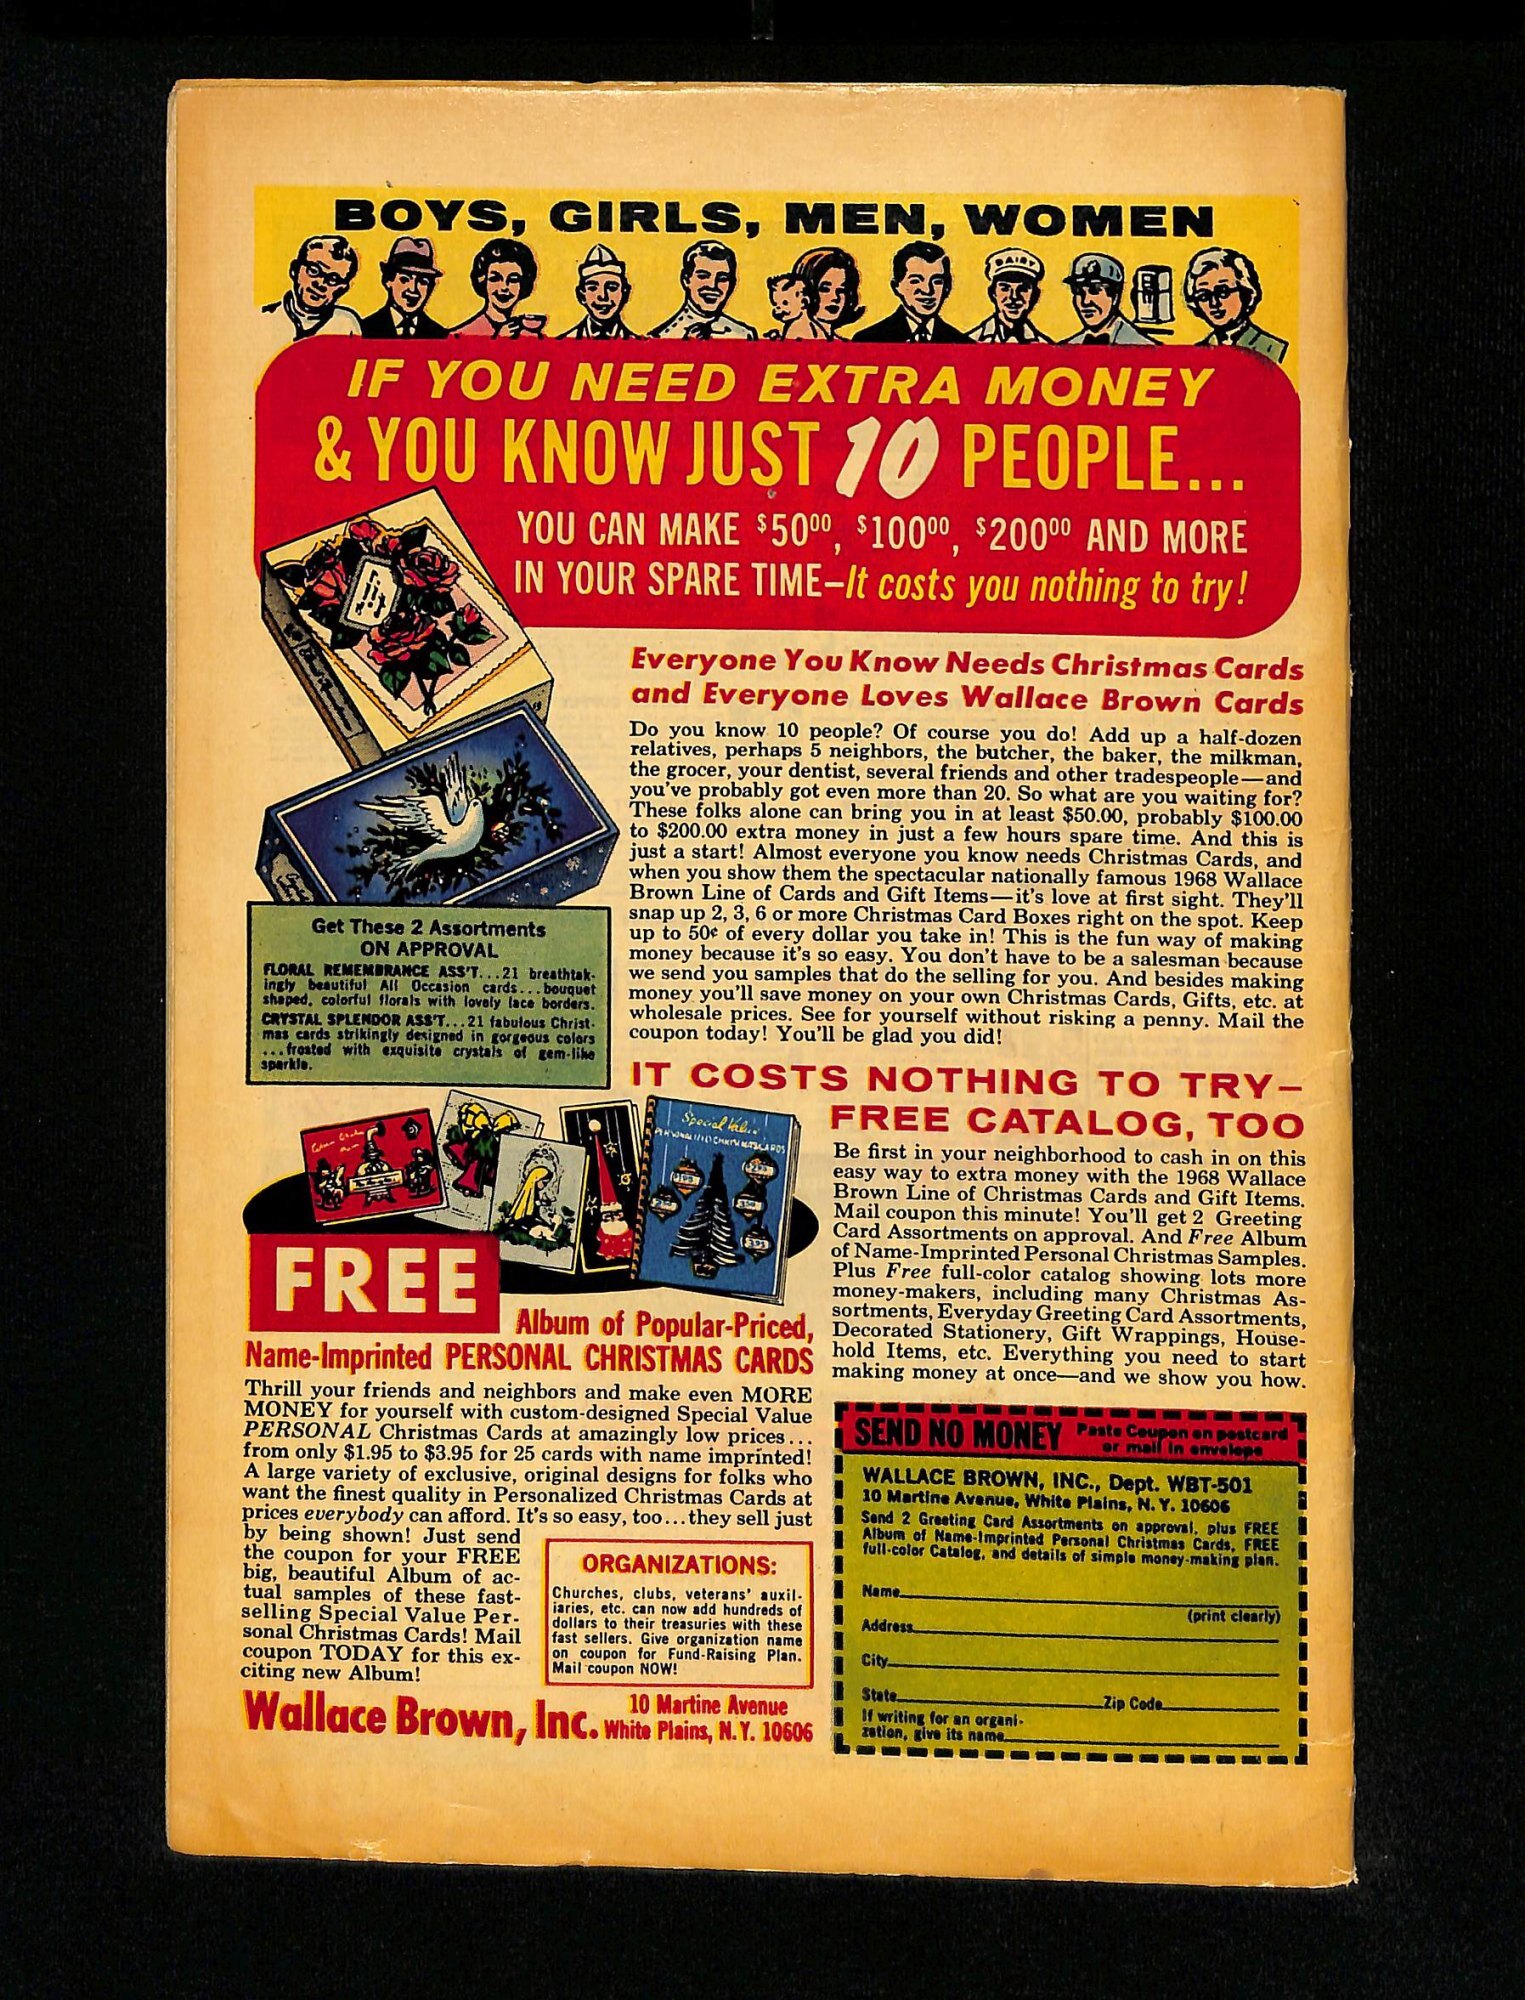 BOYS, GIRLS, MEN, WOMEN
DAIRY
IF YOU NEED EXTRA MONEY
& YOU KNOW JUST 10 PEOPLE...
YOU CAN MAKE $50⁰⁰, $100⁰⁰, $200⁰⁰ AND MORE
IN YOUR SPARE TIME–It costs you nothing to try!
Everyone You Know Needs Christmas Cards
and Everyone Loves Wallace Brown Cards
Do you know 10 people? Of course you do! Add up a half-dozen
relatives, perhaps 5 neighbors, the butcher, the baker, the milkman,
the grocer, your dentist, several friends and other tradespeople—and
you've probably got even more than 20. So what are you waiting for?
These folks alone can bring you in at least $50.00, probably $100.00
to $200.00 extra money in just a few hours spare time. And this is
just a start! Almost everyone you know needs Christmas Cards, and
when you show them the spectacular nationally famous 1968 Wallace
Brown Line of Cards and Gift Items—it's love at first sight. They'll
snap up 2, 3, 6 or more Christmas Card Boxes right on the spot. Keep
up to 50¢ of every dollar you take in! This is the fun way of making
money because it's so easy. You don't have to be a salesman because
we send you samples that do the selling for you. And besides making
money you'll save money on your own Christmas Cards, Gifts, etc. at
wholesale prices. See for yourself without risking a penny. Mail the
coupon today! You'll be glad you did!
Get These 2 Assortments
ON APPROVAL
FLORAL REMEMBRANCE ASS'T...21 breathtak-
ingly beautiful All Occasion cards...bouquet
shaped, colorful florals with lovely lace borders.
CRYSTAL SPLENDOR ASS'T...21 fabulous Christ-
mas cards strikingly designed in gorgeous colors
...frosted with exquisite crystals of gem-like
sparkle.
IT COSTS NOTHING TO TRY–
FREE CATALOG, TOO
Be first in your neighborhood to cash in on this
easy way to extra money with the 1968 Wallace
Brown Line of Christmas Cards and Gift Items.
Mail coupon this minute! You'll get 2 Greeting
Card Assortments on approval. And Free Album
of Name-Imprinted Personal Christmas Samples.
Plus Free full-color catalog showing lots more
money-makers, including many Christmas As-
sortments, Everyday Greeting Card Assortments,
Decorated Stationery, Gift Wrappings, House-
hold Items, etc. Everything you need to start
making money at once—and we show you how.
Special Value
PERSONALIZED CHRISTMAS CARDS
FREE
Album of Popular-Priced,
Name-Imprinted PERSONAL CHRISTMAS CARDS
Thrill your friends and neighbors and make even MORE
MONEY for yourself with custom-designed Special Value
PERSONAL Christmas Cards at amazingly low prices...
from only $1.95 to $3.95 for 25 cards with name imprinted!
A large variety of exclusive, original designs for folks who
want the finest quality in Personalized Christmas Cards at
prices everybody can afford. It's so easy, too...they sell just
by being shown! Just send
the coupon for your FREE
big, beautiful Album of ac-
tual samples of these fast-
selling Special Value Per-
sonal Christmas Cards! Mail
coupon TODAY for this ex-
citing new Album!
ORGANIZATIONS:
Churches, clubs, veterans' auxil-
iaries, etc. can now add hundreds of
dollars to their treasuries with these
fast sellers. Give organization name
on coupon for Fund-Raising Plan.
Mail coupon NOW!
Wallace Brown, Inc.
10 Martine Avenue
White Plains, N.Y. 10606
SEND NO MONEY
Paste Coupon on postcard
or mail in envelope
WALLACE BROWN, INC., Dept. WBT-501
10 Martine Avenue, White Plains, N. Y. 10606
Send 2 Greeting Card Assortments on approval, plus FREE
Album of Name-Imprinted Personal Christmas Cards, FREE
full-color Catalog, and details of simple money-making plan.
Name
(print clearly)
Address
City
State Zip Code
If writing for an organi-
zation, give its name